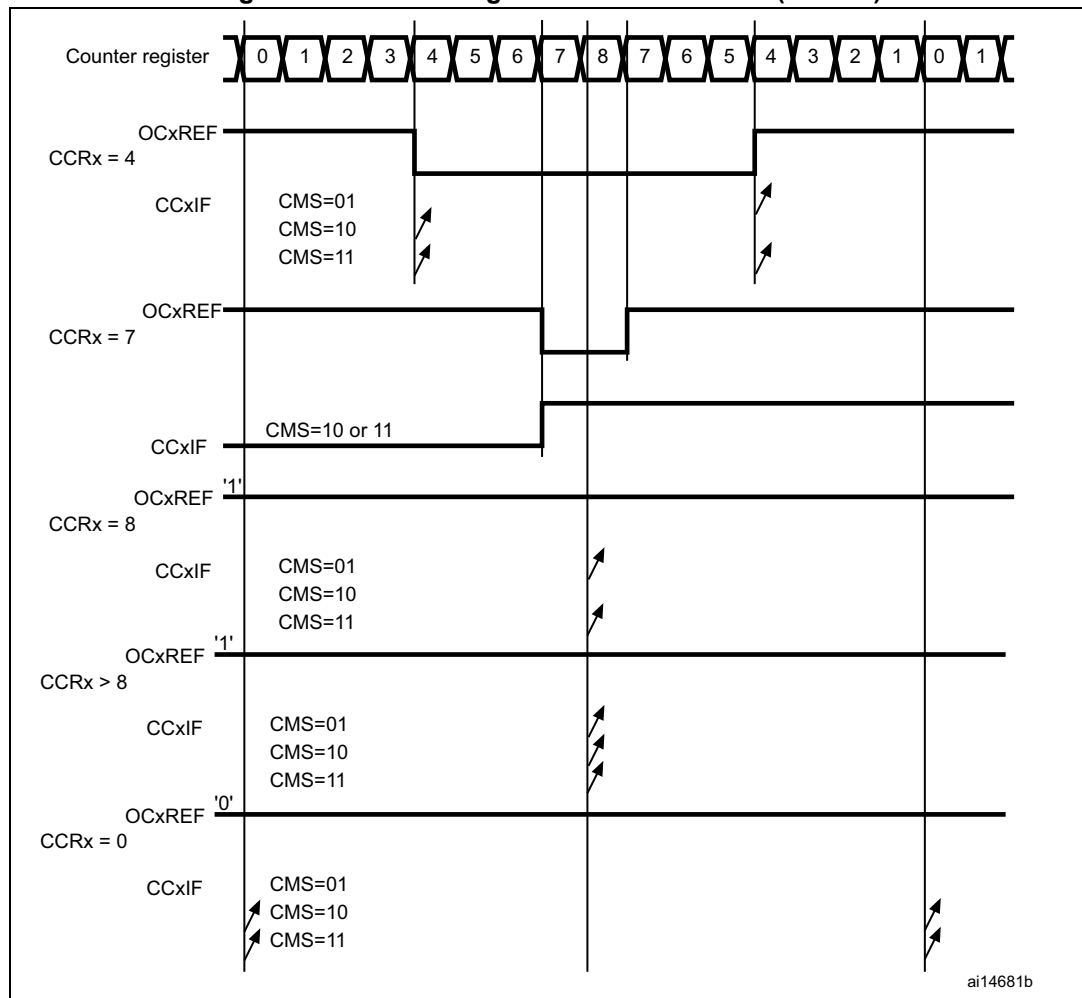 Counter register 0 1 2 3 4 5 6 7 8 7 6 5 4 3 2 1 0 1
OCxREF
CCRx = 4
CCxIF CMS=01
CMS=10
CMS=11
OCxREF
CCRx = 7
CMS=10 or 11
CCxIF
OCxREF '1'
CCRx = 8
CCxIF CMS=01
CMS=10
CMS=11
OCxREF '1'
CCRx > 8
CCxIF CMS=01
CMS=10
CMS=11
OCxREF '0'
CCRx = 0
CCxIF CMS=01
CMS=10
CMS=11
ai14681b